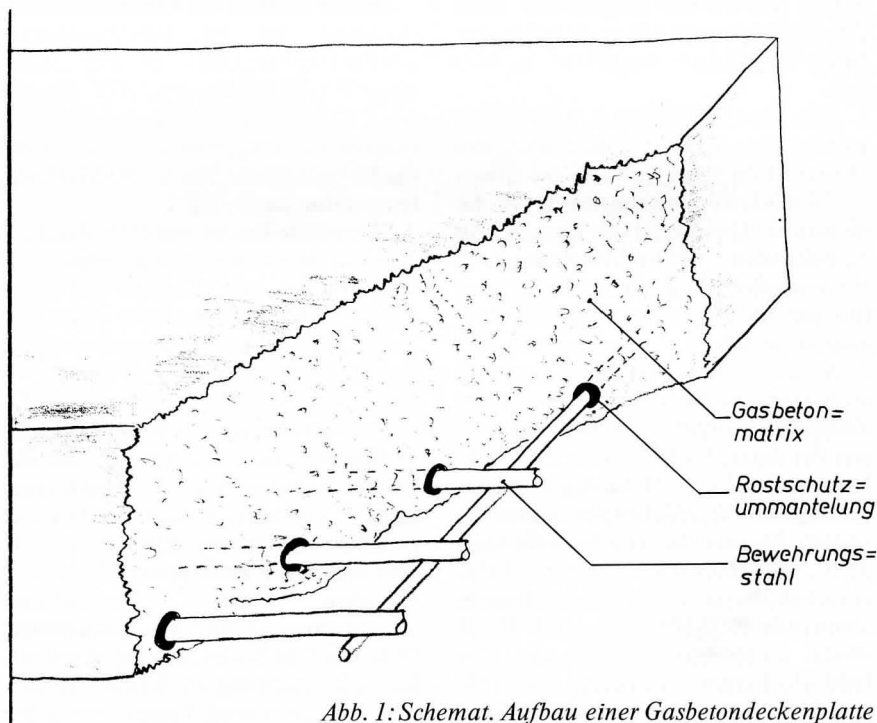 Gasbeton=
matrix
Rostschutz=
ummantelung
Bewehrungs=
stahl
Abb. 1: Schemat. Aufbau einer Gasbetondeckenplatte